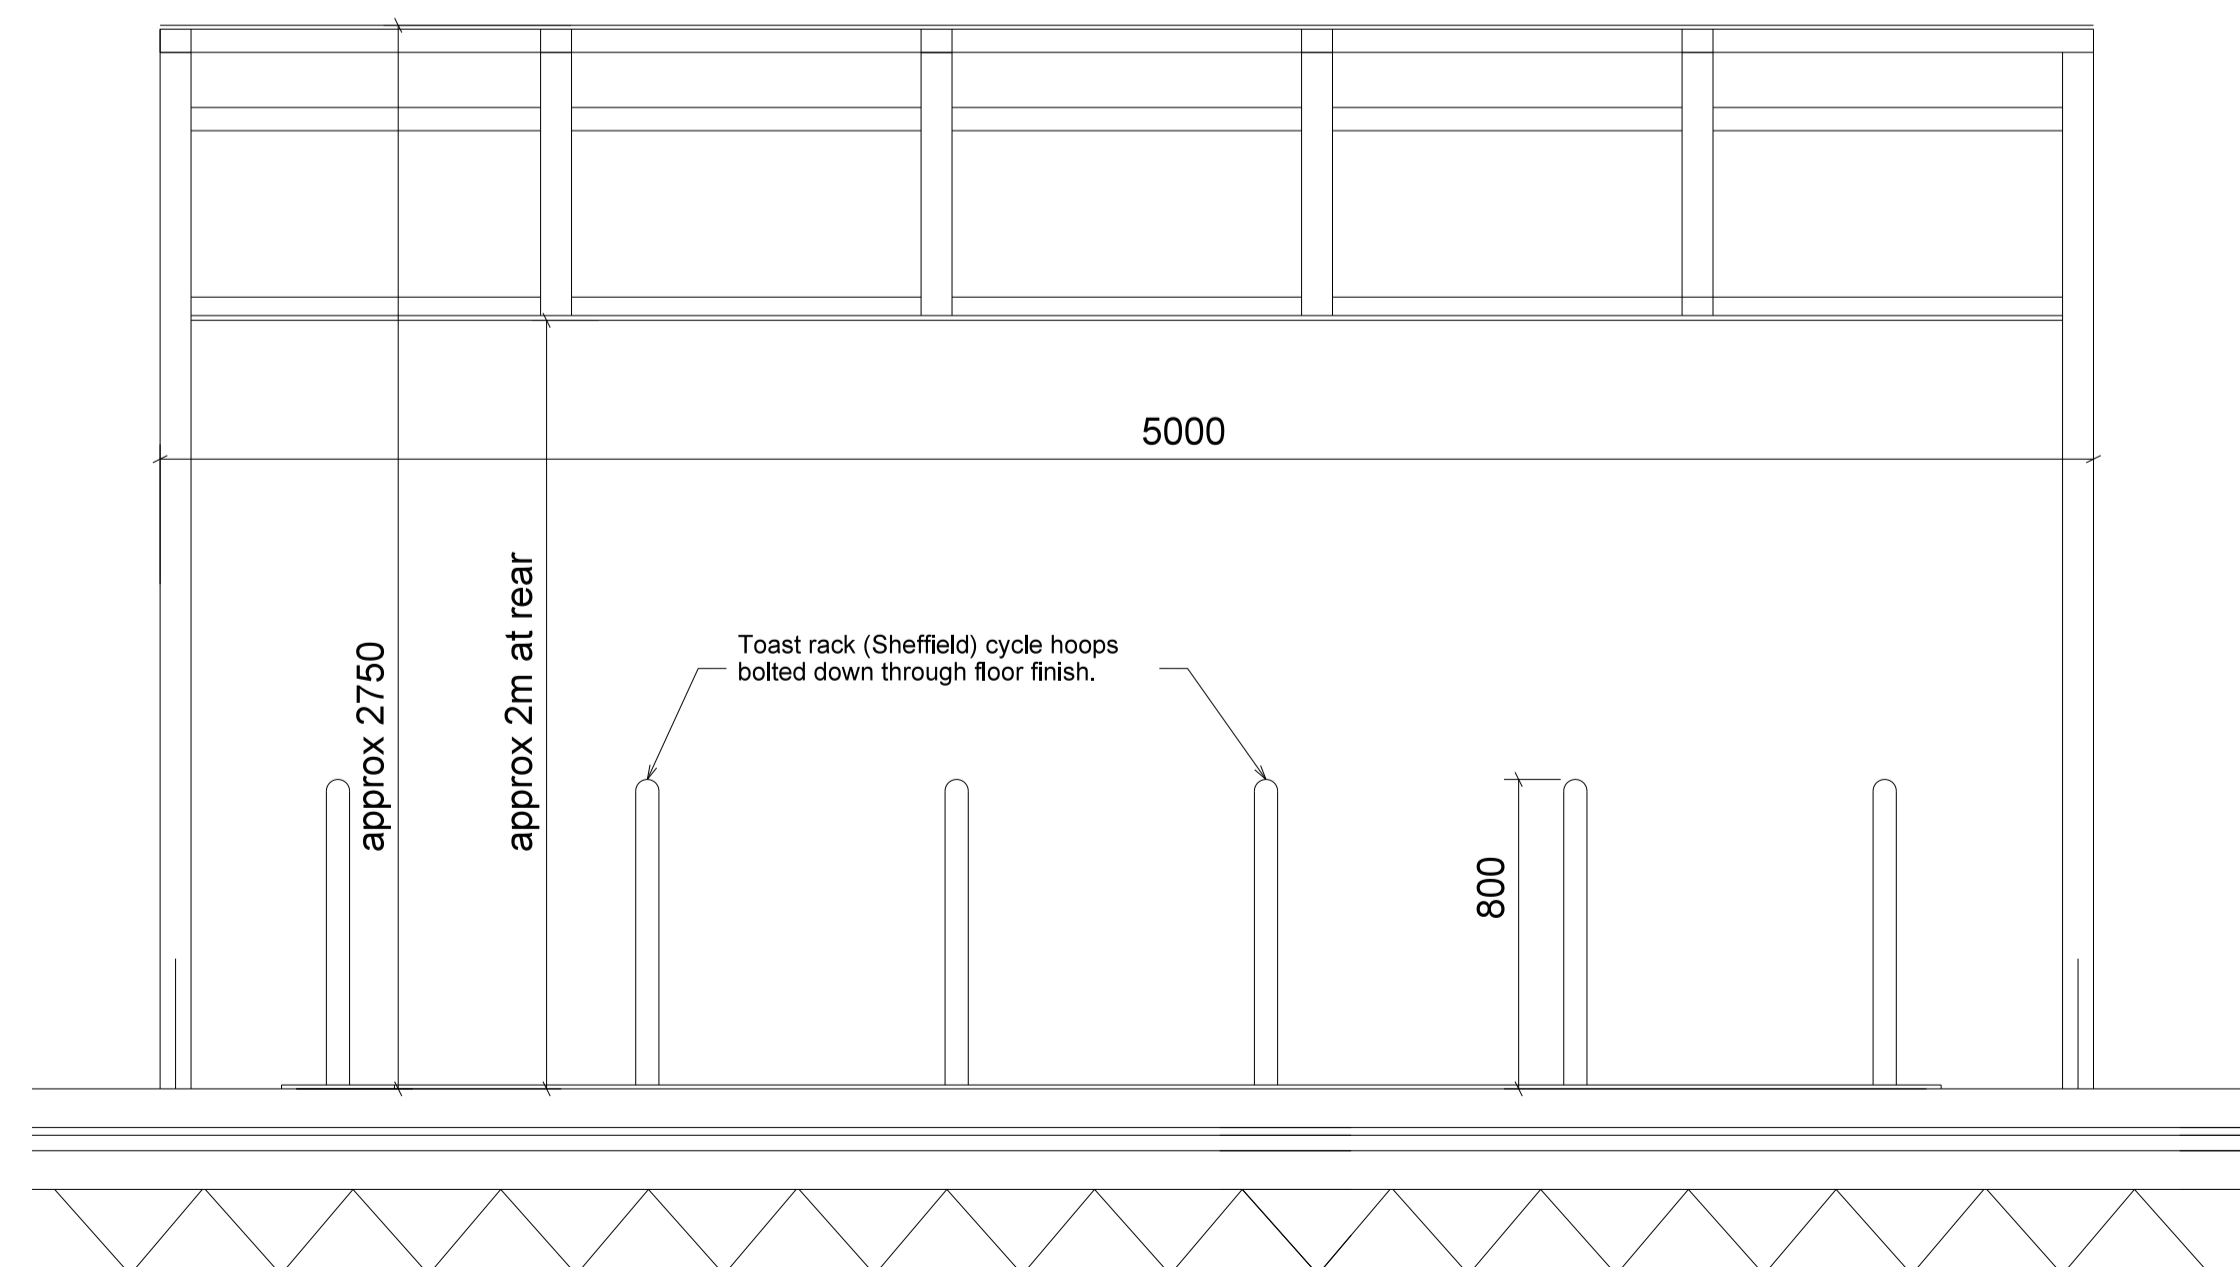 5000
approx 2750
approx 2m at rear
Toast rack (Sheffield) cycle hoops
bolted down through floor finish.
800